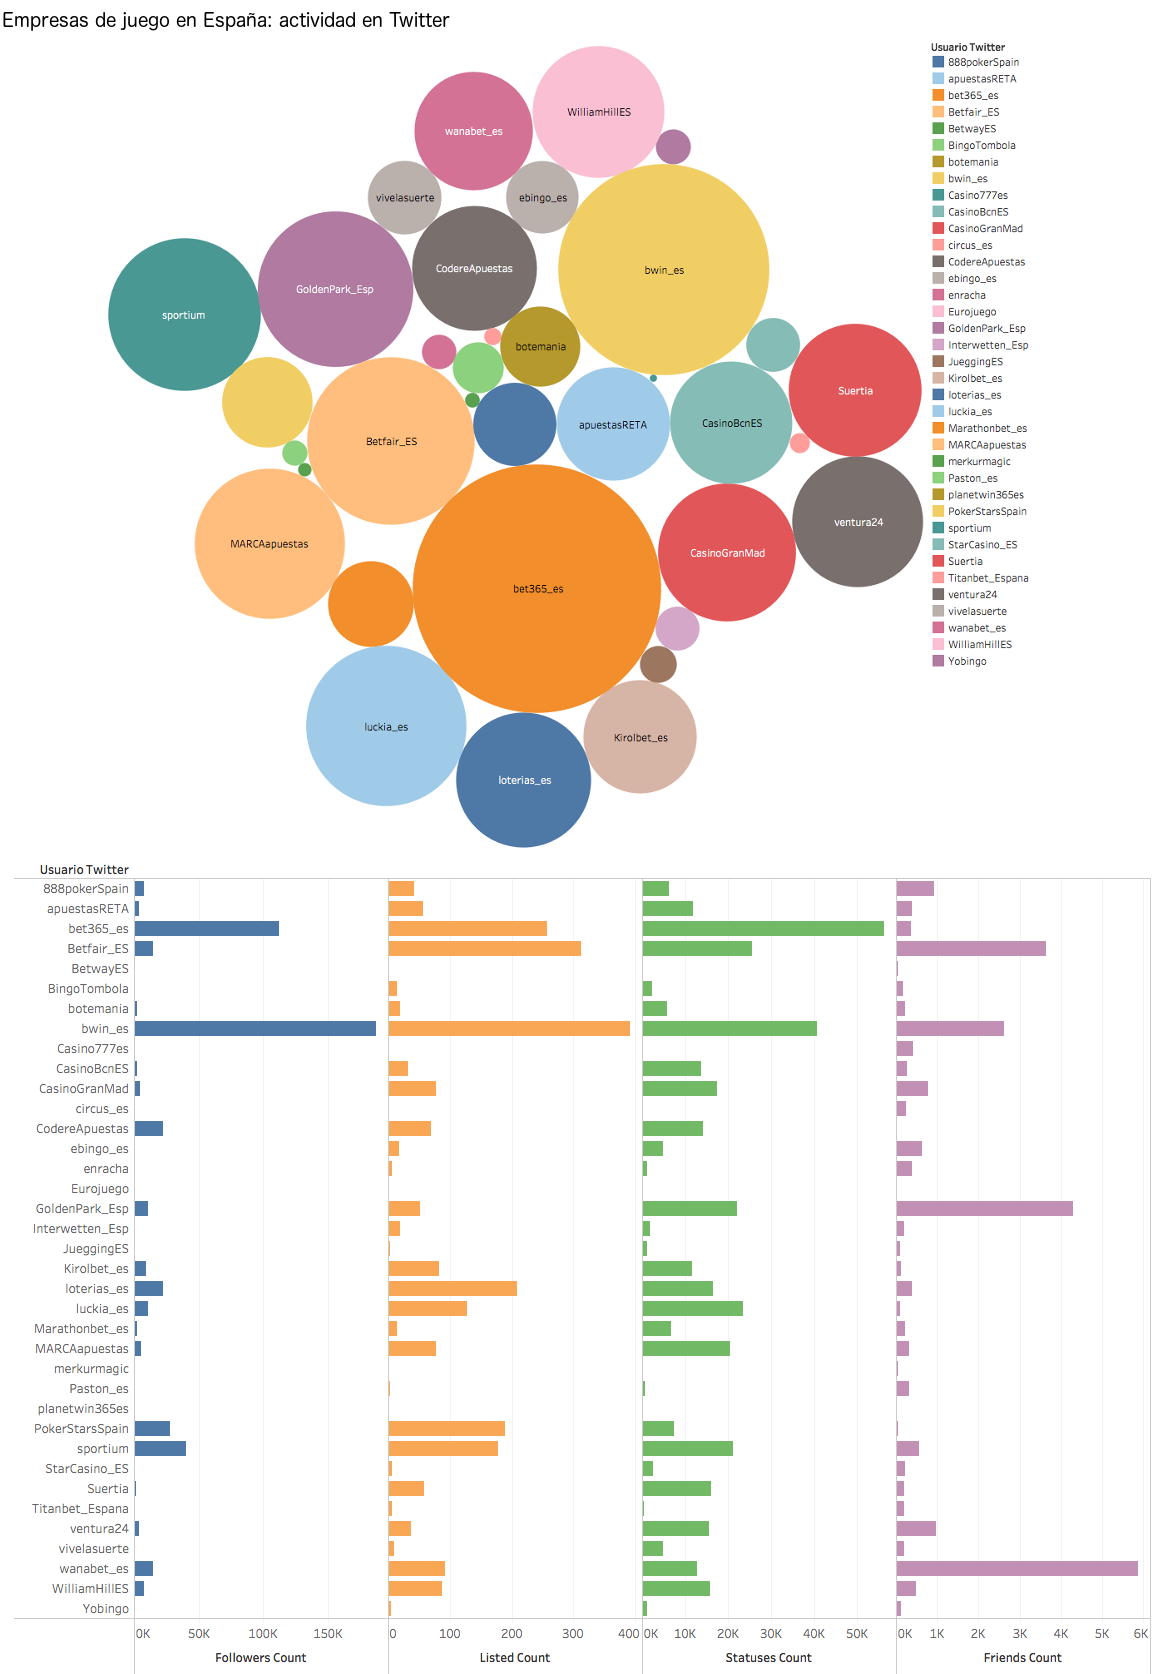 Empresas de juego en España: actividad en Twitter
WilliamHillES
wanabet_es
vivelasuerte
ebingo_es
CodereApuestas
bwin_es
GoldenPark_Esp
sportium
botemania
Suertia
apuestasRETA
CasinoBcnES
Betfair_ES
ventura24
MARCAapuestas
CasinoGranMad
bet365_es
luckia_es
Kirolbet_es
loterias_es
Usuario Twitter
888pokerSpain
apuestasRETA
bet365_es
Betfair_ES
BetwayES
BingoTombola
botemania
bwin_es
Casino777es
CasinoBcnES
CasinoGranMad
circus_es
CodereApuestas
ebingo_es
enracha
Eurojuego
GoldenPark_Esp
Interwetten_Esp
JueggingES
Kirolbet_es
loterias_es
luckia_es
Marathonbet_es
MARCAapuestas
merkurmagic
Paston_es
planetwin365es
PokerStarsSpain
sportium
StarCasino_ES
Suertia
Titanbet_Espana
ventura24
vivelasuerte
wanabet_es
WilliamHillES
Yobingo
Usuario Twitter
888pokerSpain
apuestasRETA
bet365_es
Betfair_ES
BetwayES
BingoTombola
botemania
bwin_es
Casino777es
CasinoBcnES
CasinoGranMad
circus_es
CodereApuestas
ebingo_es
enracha
Eurojuego
GoldenPark_Esp
Interwetten_Esp
JueggingES
Kirolbet_es
loterias_es
luckia_es
Marathonbet_es
MARCAapuestas
merkurmagic
Paston_es
planetwin365es
PokerStarsSpain
sportium
StarCasino_ES
Suertia
Titanbet_Espana
ventura24
vivelasuerte
wanabet_es
WilliamHillES
Yobingo
0K 50K 100K 150K 0 100 200 300 400 0K 10K 20K 30K 40K 50K 0K 1K 2K 3K 4K 5K 6K
Followers Count Listed Count Statuses Count Friends Count